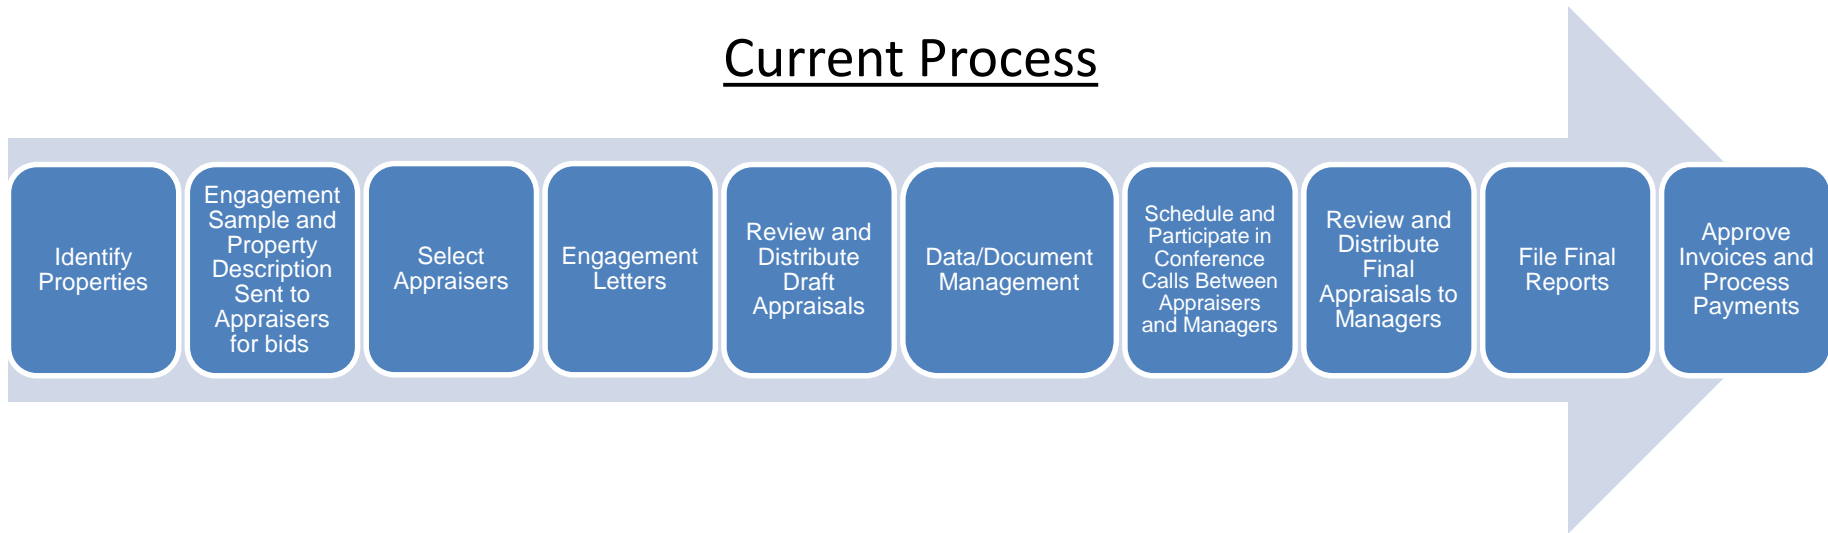 Current Process
Identify
Properties
Engagement
Sample and
Property
Description
Sent to
Appraisers
for bids
Select
Appraisers
Engagement
Letters
Review and
Distribute
Draft
Appraisals
Data/Document
Management
Schedule and
Participate in
Conference
Calls Between
Appraisers
and Managers
Review and
Distribute
Final
Appraisals to
Managers
File Final
Reports
Approve
Invoices and
Process
Payments